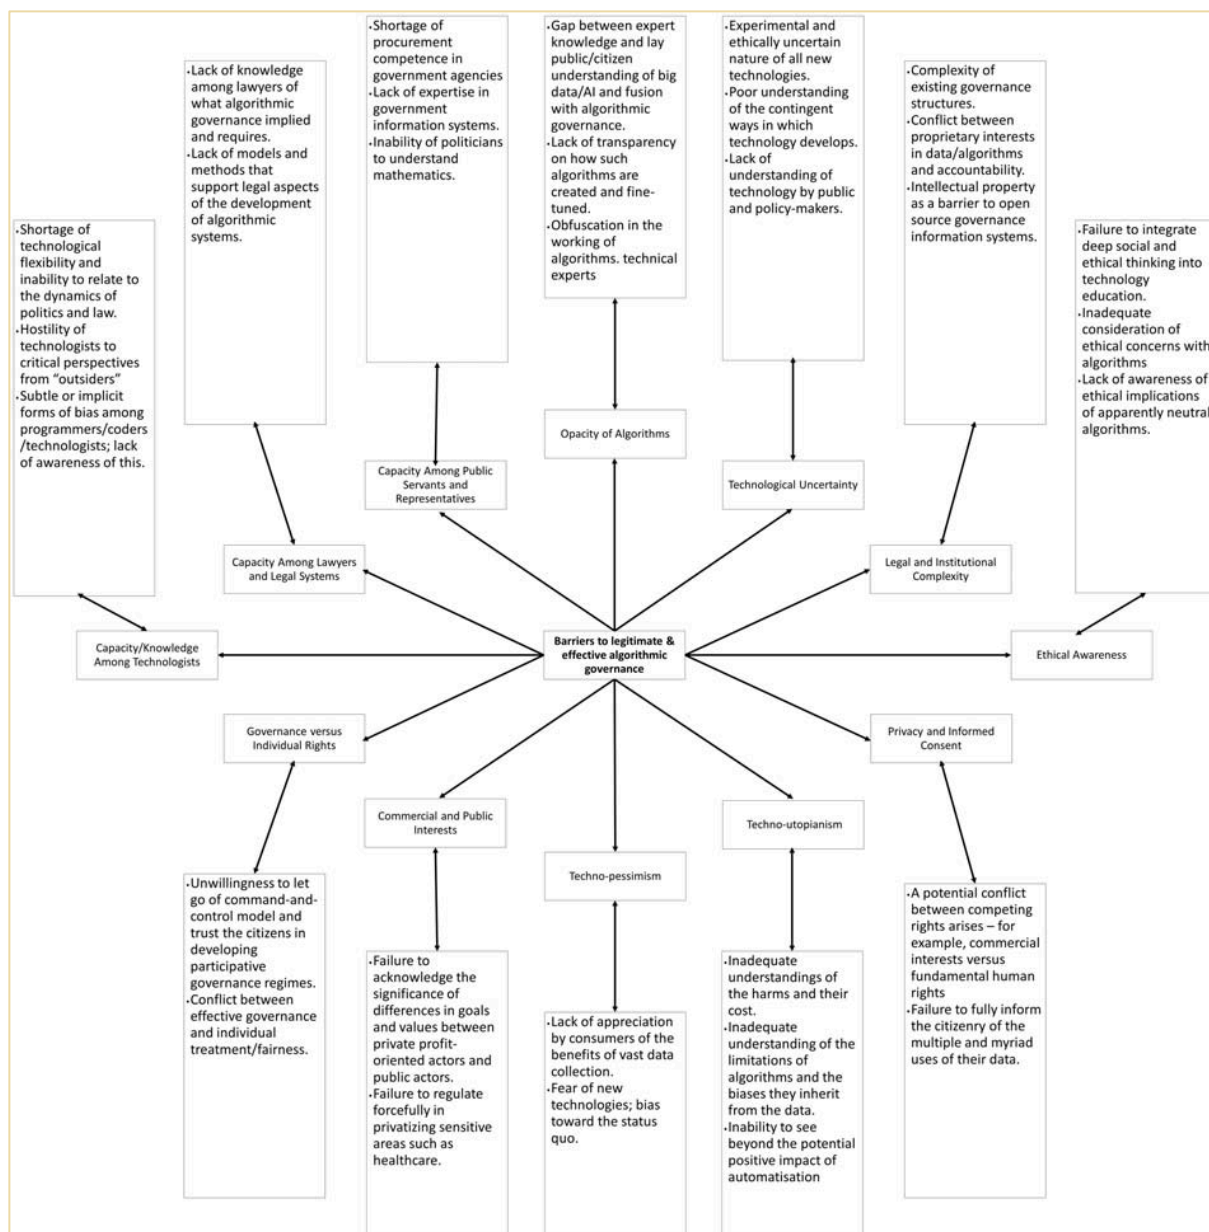 ·Shortage of
technological
flexibility and
inability to relate to
the dynamics of
politics and law.
·Hostility of
technologists to
critical perspectives
from “outsiders”
·Subtle or implicit
forms of bias among
programmers/coders
/technologists; lack
of awareness of this.
·Lack of knowledge
among lawyers of
what algorithmic
governance implied
and requires.
·Lack of models and
methods that
support legal aspects
of the development
of algorithmic
systems.
·Shortage of
procurement
competence in
government agencies
·Lack of expertise in
government
information systems.
·Inability of politicians
to understand
mathematics.
·Gap between expert
knowledge and lay
public/citizen
understanding of big
data/AI and fusion
with algorithmic
governance.
·Lack of transparency
on how such
algorithms are
created and fine-
tuned.
·Obfuscation in the
working of
algorithms. technical
experts
·Experimental and
ethically uncertain
nature of all new
technologies.
·Poor understanding
of the contingent
ways in which
technology develops.
·Lack of
understanding of
technology by public
and policy-makers.
·Complexity of
existing governance
structures.
·Conflict between
proprietary interests
in data/algorithms
and accountability.
·Intellectual property
as a barrier to open
source governance
information systems.
·Failure to integrate
deep social and
ethical thinking into
technology
education.
·Inadequate
consideration of
ethical concerns with
algorithms
·Lack of awareness of
ethical implications
of apparently neutral
algorithms.
Opacity of Algorithms
Capacity Among Public
Servants and
Representatives
Technological Uncertainty
Capacity Among Lawyers
and Legal Systems
Legal and Institutional
Complexity
Capacity/Knowledge
Among Technologists
Barriers to legitimate &
effective algorithmic
governance
Ethical Awareness
Governance versus
Individual Rights
Privacy and Informed
Consent
Commercial and Public
Interests
Techno-utopianism
Techno-pessimism
·Unwillingness to let
go of command-and-
control model and
trust the citizens in
developing
participative
governance regimes.
·Conflict between
effective governance
and individual
treatment/fairness.
·Failure to
acknowledge the
significance of
differences in goals
and values between
private profit-
oriented actors and
public actors.
·Failure to regulate
forcefully in
privatizing sensitive
areas such as
healthcare.
·Lack of appreciation
by consumers of the
benefits of vast data
collection.
·Fear of new
technologies; bias
toward the status
quo.
·Inadequate
understandings of
the harms and their
cost.
·Inadequate
understanding of the
limitations of
algorithms and the
biases they inherit
from the data.
·Inability to see
beyond the potential
positive impact of
automatisation
·A potential conflict
between competing
rights arises – for
example, commercial
interests versus
fundamental human
rights
·Failure to fully inform
the citizenry of the
multiple and myriad
uses of their data.